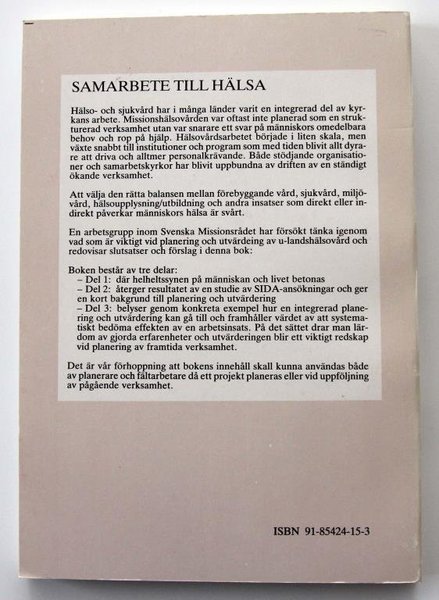 SAMARBETE TILL HÄLSA
Hälso- och sjukvård har i många länder varit en integrerad del av kyr-
kans arbete. Missionshälsovården var oftast inte planerad som en struk-
turerad verksamhet utan var snarare ett svar på människors omedelbara
behov och rop på hjälp. Hälsovårdsarbetet började i liten skala, men
växte snabbt till institutioner och program som med tiden blivit allt dyra-
re att driva och alltmer personalkrävande. Både stödjande organisatio-
ner och samarbetskyrkor har blivit uppbundna av driften av en ständigt
ökande verksamhet.
Att välja den rätta balansen mellan förebyggande vård, sjukvård, miljö-
vård, hälsoupplysning/utbildning och andra insatser som direkt eller in-
direkt påverkar människors hälsa är svårt.
En arbetsgrupp inom Svenska Missionsrådet har försökt tänka igenom
vad som är viktigt vid planering och utvärdeing av u-landshälsovård och
redovisar slutsatser och förslag i denna bok:
Boken består av tre delar:
– Del 1: där helheltssynen på människan och livet betonas
– Del 2: återger resultatet av en studie av SIDA-ansökningar och ger
en kort bakgrund till planering och utvärdering
– Del 3: belyser genom konkreta exempel hur en integrerad plane-
ring och utvärdering kan gå till och framhåller värdet av att systema-
tiskt bedöma effekten av en arbetsinsats. På det sättet drar man lär-
dom av gjorda erfarenheter och utvärderingen blir ett viktigt redskap
vid planering av framtida verksamhet.
Det är vår förhoppning att bokens innehåll skall kunna användas både
av planerare och fältarbetare då ett projekt planeras eller vid uppföljning
av pågående verksamhet.
ISBN 91-85424-15-3